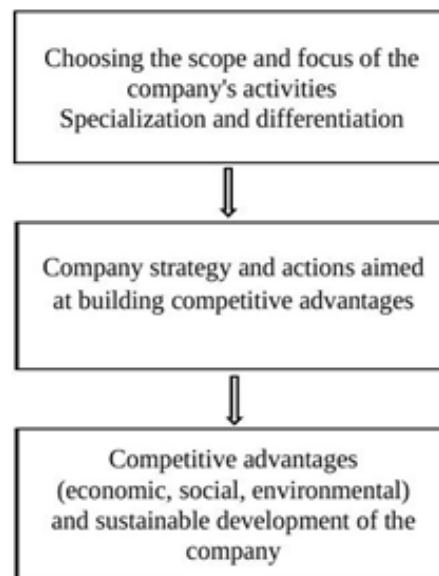 Choosing the scope and focus of the
company's activities
Specialization and differentiation
Company strategy and actions aimed
at building competitive advantages
Competitive advantages
(economic, social, environmental)
and sustainable development of the
company